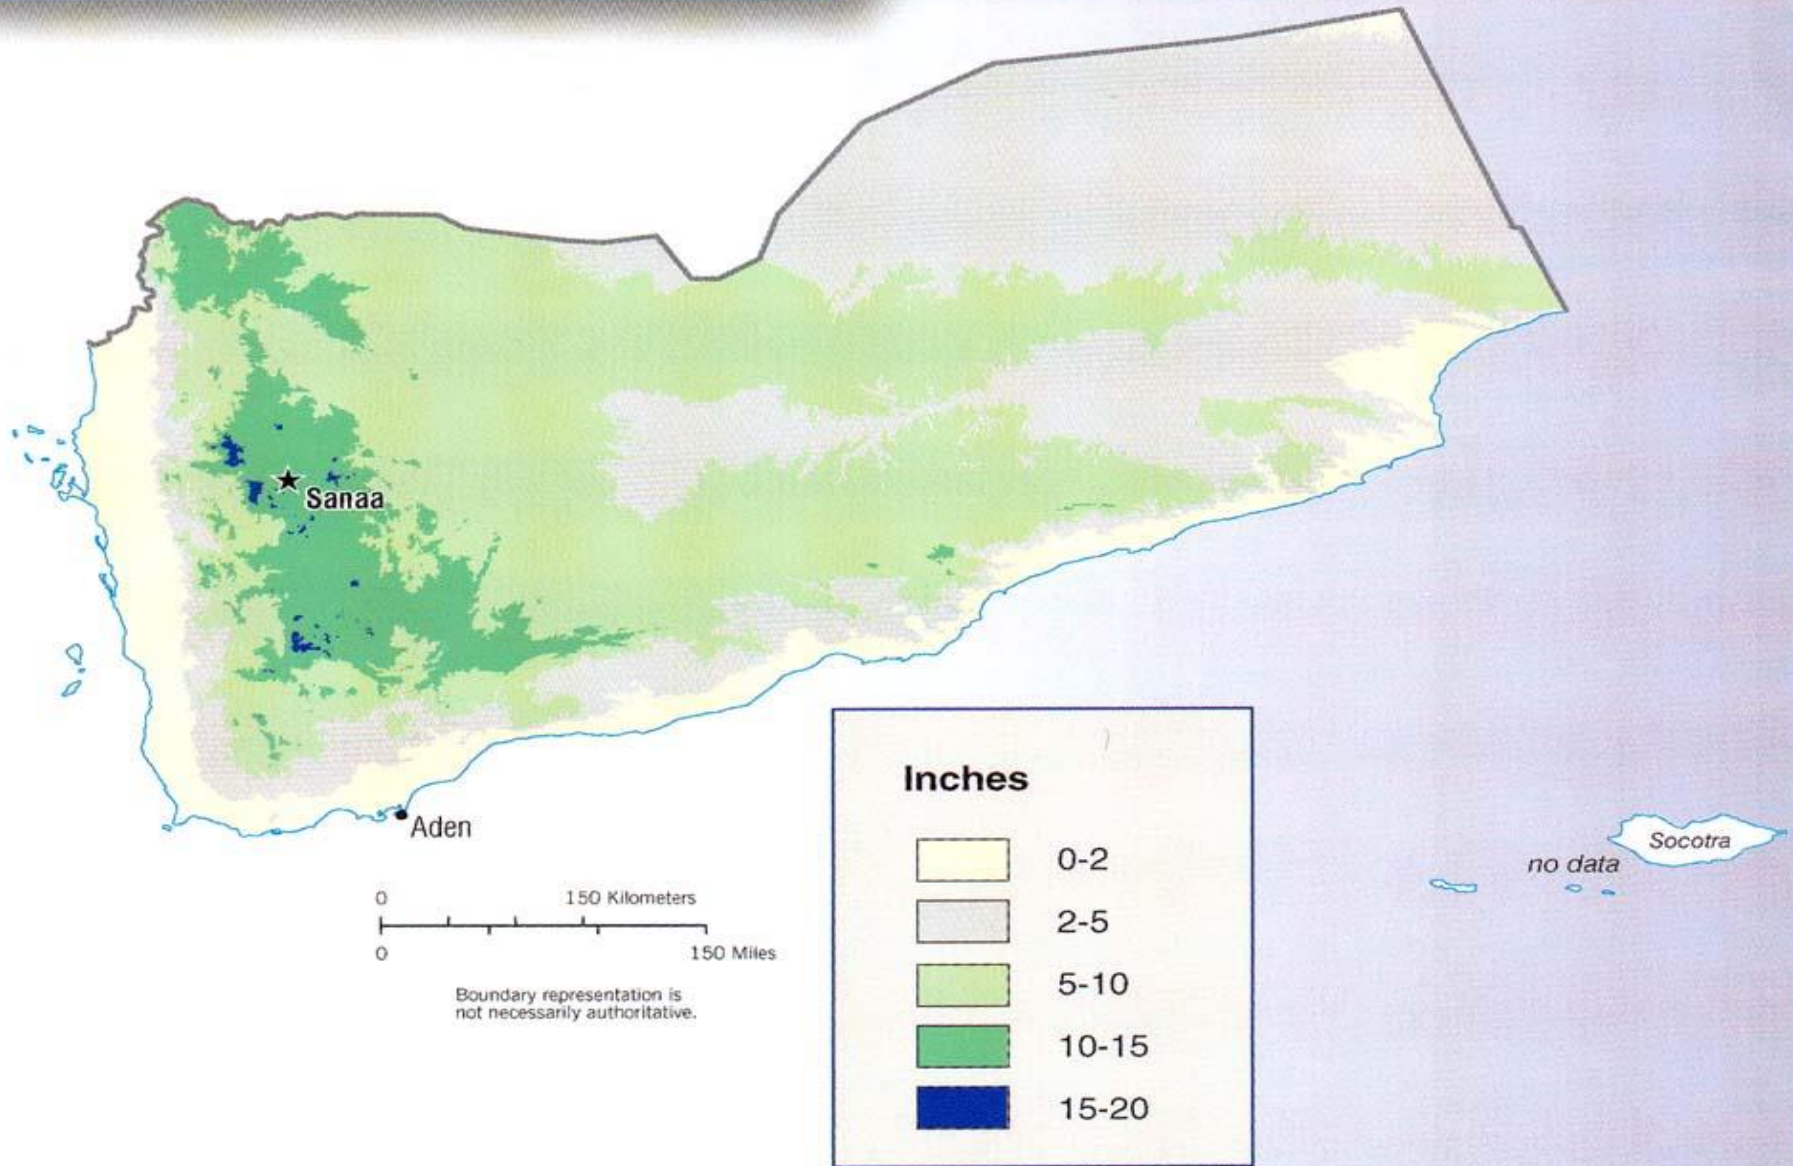 Sanaa
Aden
0 150 Kilometers
0 150 Miles
Boundary representation is
not necessarily authoritative.
Inches
0-2
2-5
5-10
10-15
15-20
Socotra
no data